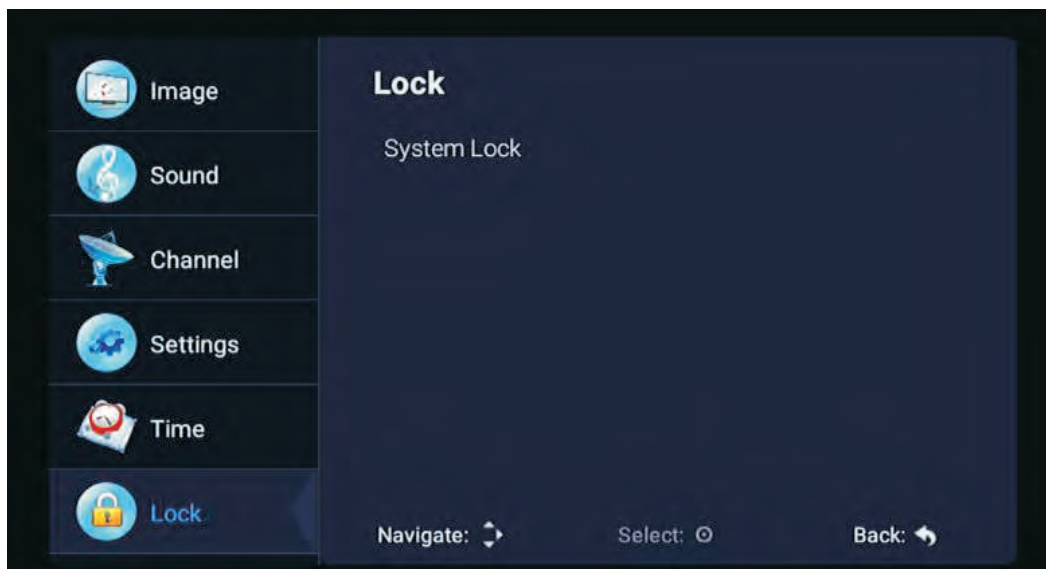 Image
Sound
Channel
Settings
Time
Lock
Lock
System Lock
Navigate: Select: Back: